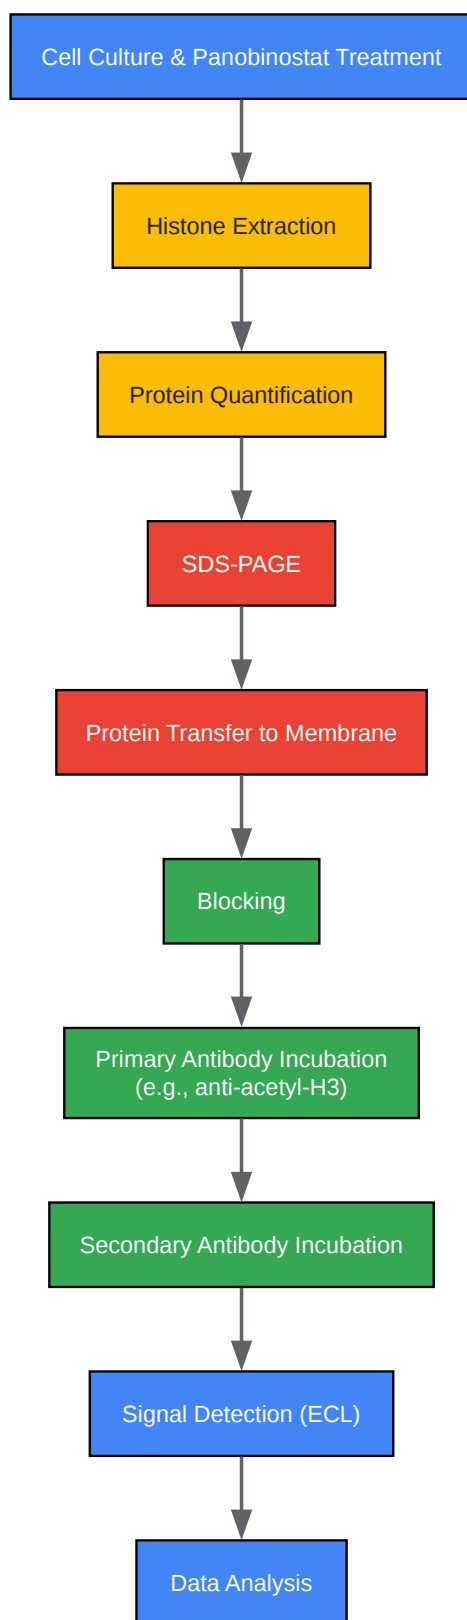 Cell Culture & Panobinostat Treatment
Histone Extraction
Protein Quantification
SDS-PAGE
Protein Transfer to Membrane
Blocking
Primary Antibody Incubation
(e.g., anti-acetyl-H3)
Secondary Antibody Incubation
Signal Detection (ECL)
Data Analysis